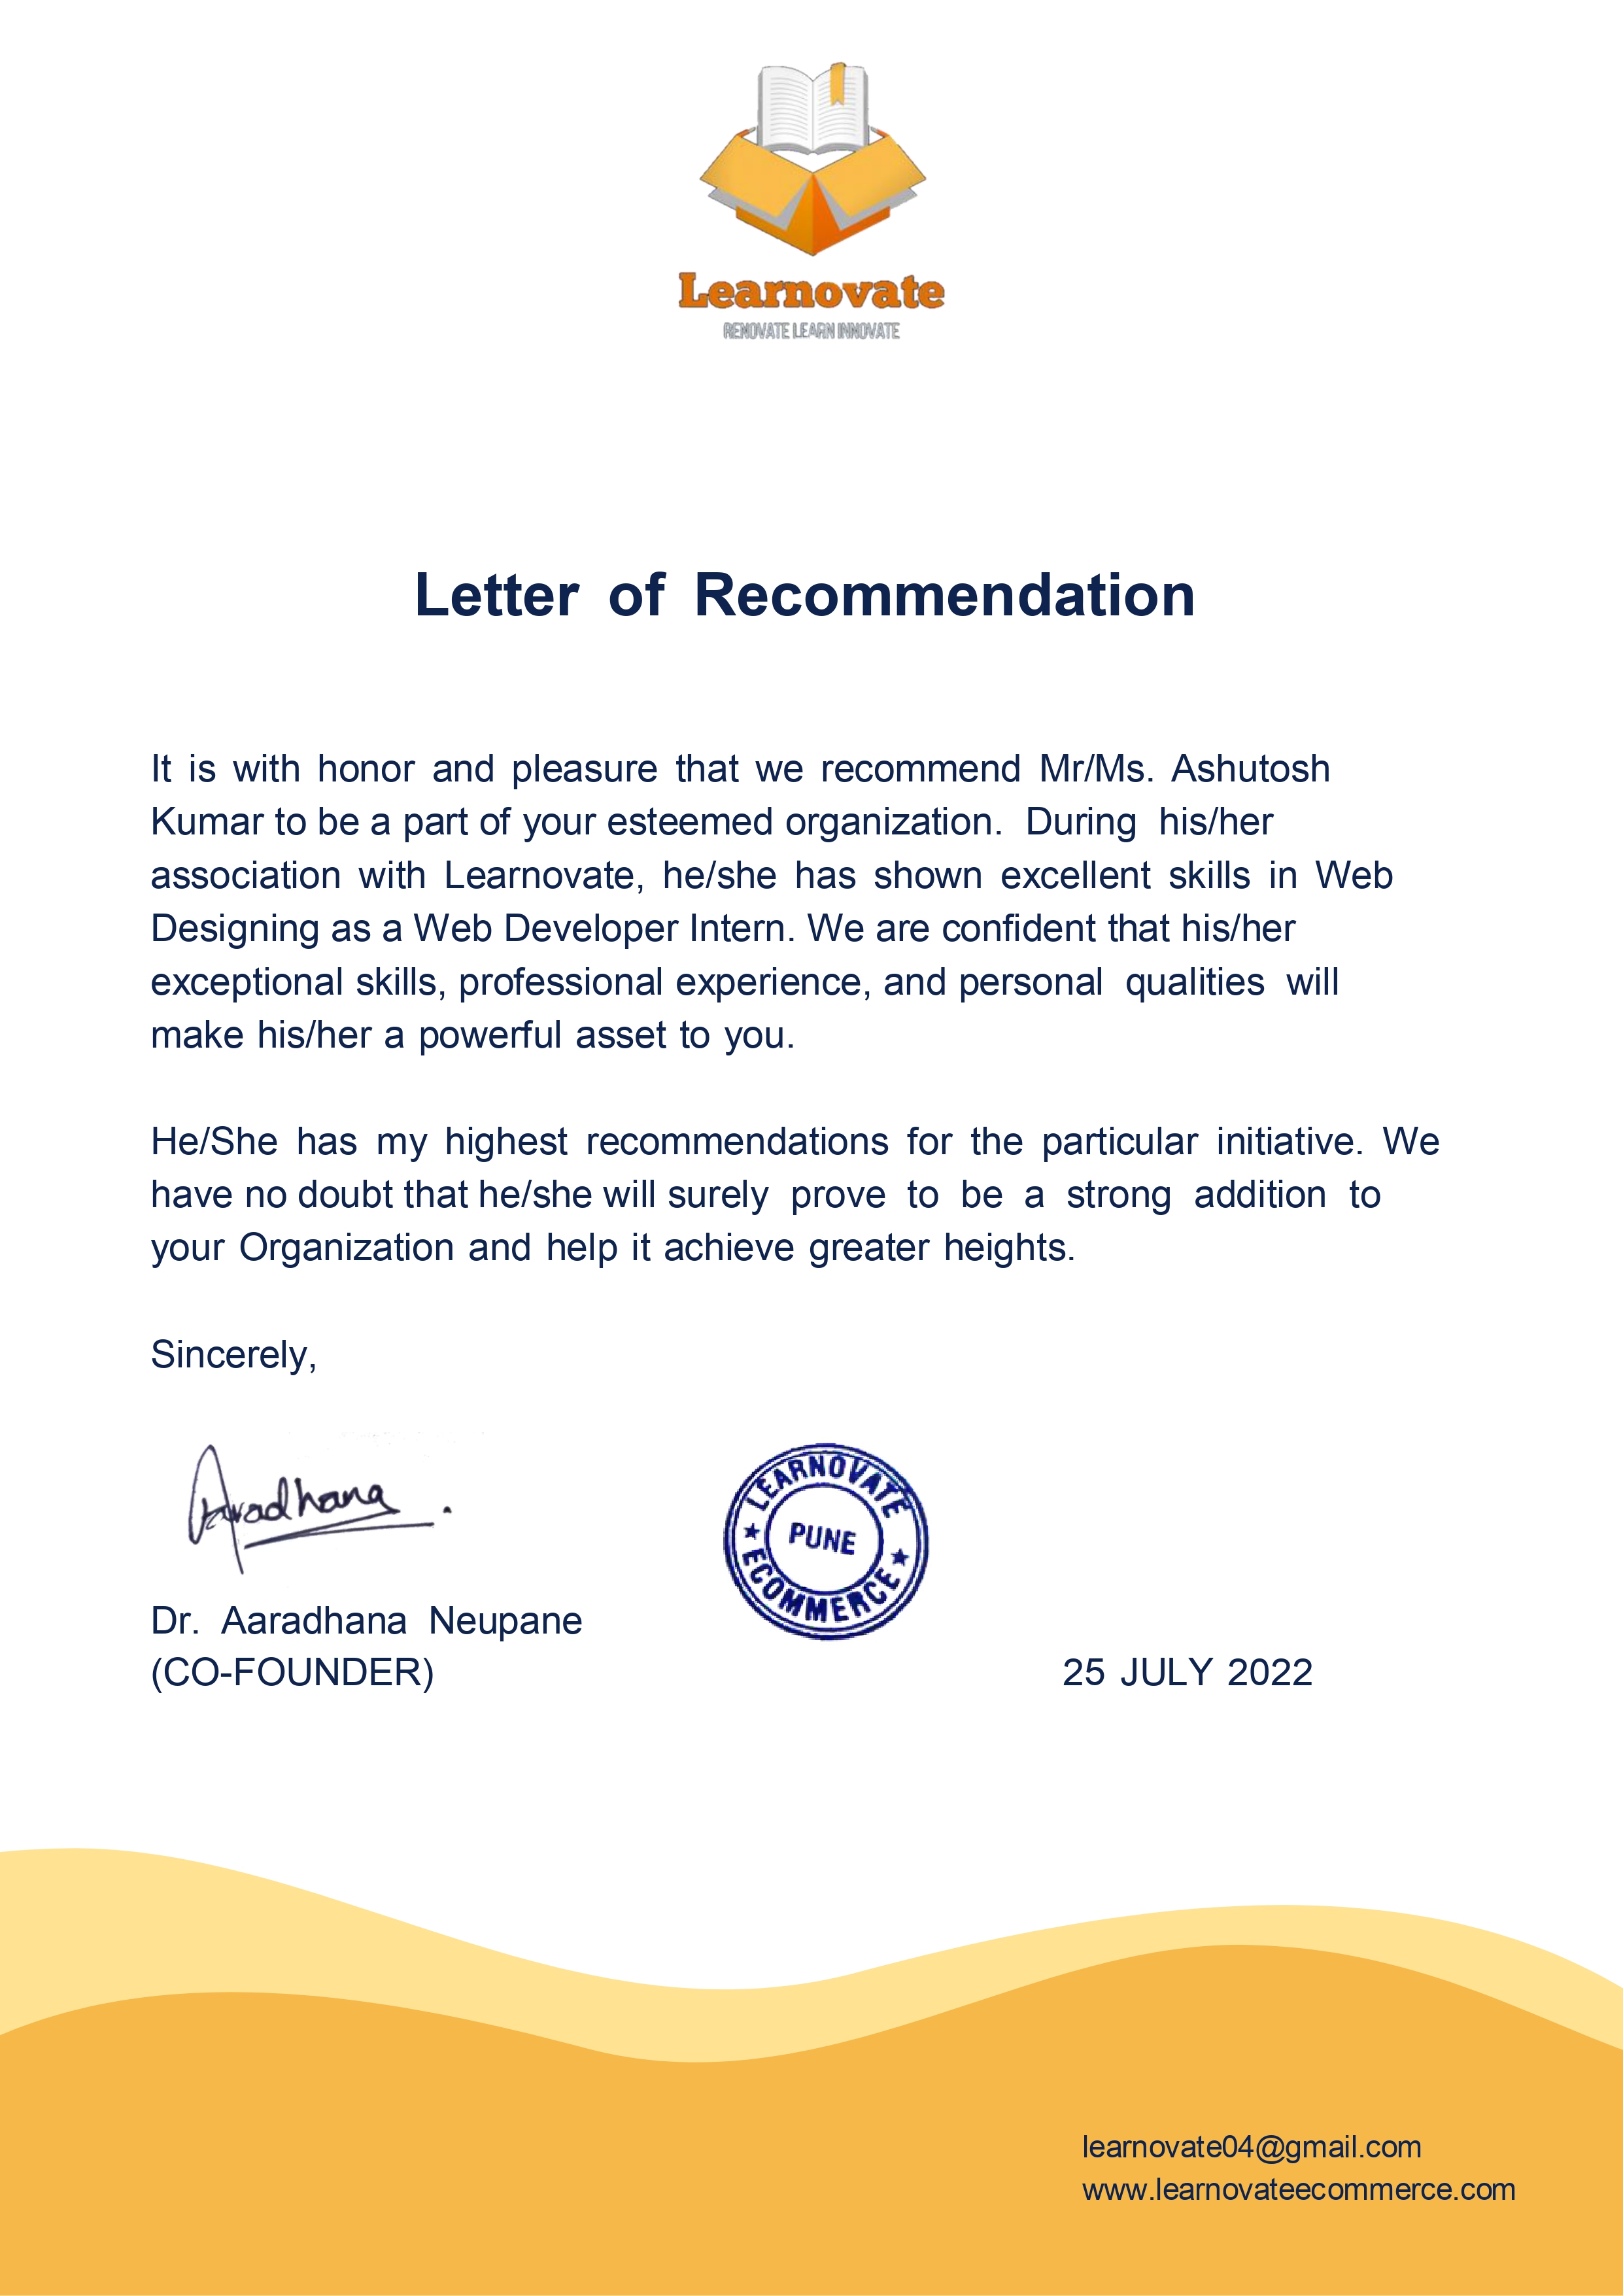 Learnovate
RENOVATE LEARN INNOVATE
Letter of Recommendation
It is with honor and pleasure that we recommend Mr/Ms. Ashutosh
Kumar to be a part of your esteemed organization. During his/her
association with Learnovate, he/she has shown excellent skills in Web
Designing as a Web Developer Intern. We are confident that his/her
exceptional skills, professional experience, and personal qualities will
make his/her a powerful asset to you.
He/She has my highest recommendations for the particular initiative. We
have no doubt that he/she will surely prove to be a strong addition to
your Organization and help it achieve greater heights.
Sincerely,
Aaradhana
LEARNOVATE
PUNE
ECOMMERCE
Dr. Aaradhana Neupane
(CO-FOUNDER)
25 JULY 2022
learnovate04@gmail.com
www.learnovateecommerce.com